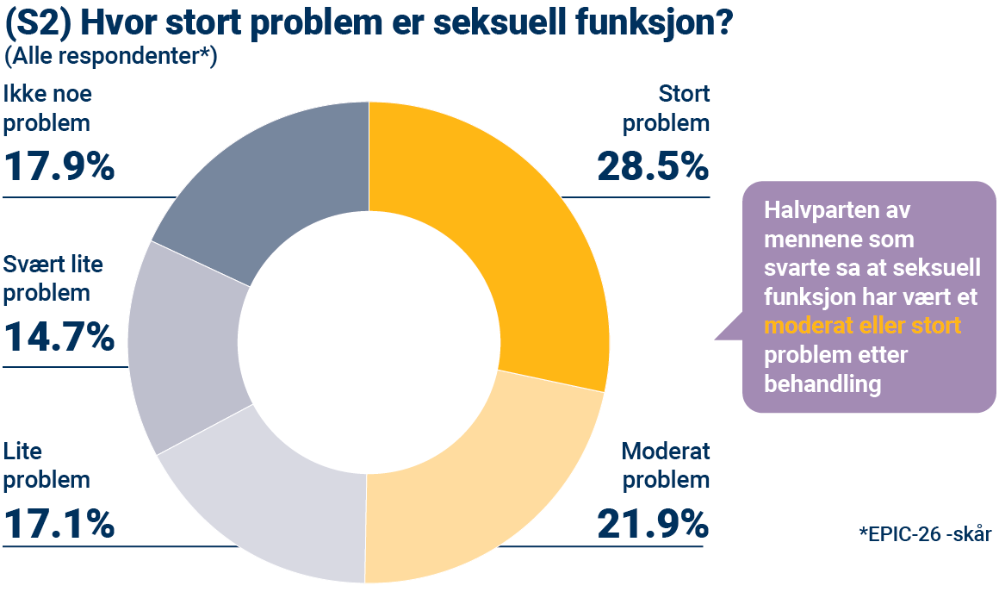 (S2) Hvor stort problem er seksuell funksjon?
(Alle respondenter*)
Ikke noe
problem
17.9%
Stort
problem
28.5%
Svært lite
problem
14.7%
Halvparten av
mennene som
svarte sa at seksuell
funksjon har vært et
moderat eller stort
problem etter
behandling
Lite
problem
17.1%
Moderat
problem
21.9%
*EPIC-26 -skår